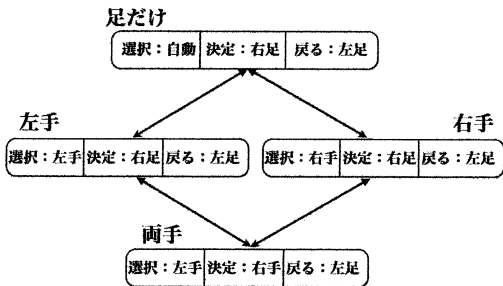 足だけ
選択：自動 決定：右足 戻る：左足
左手
選択：左手 決定：右足 戻る：左足
右手
選択：右手 決定：右足 戻る：左足
両手
選択：左手 決定：右手 戻る：左足